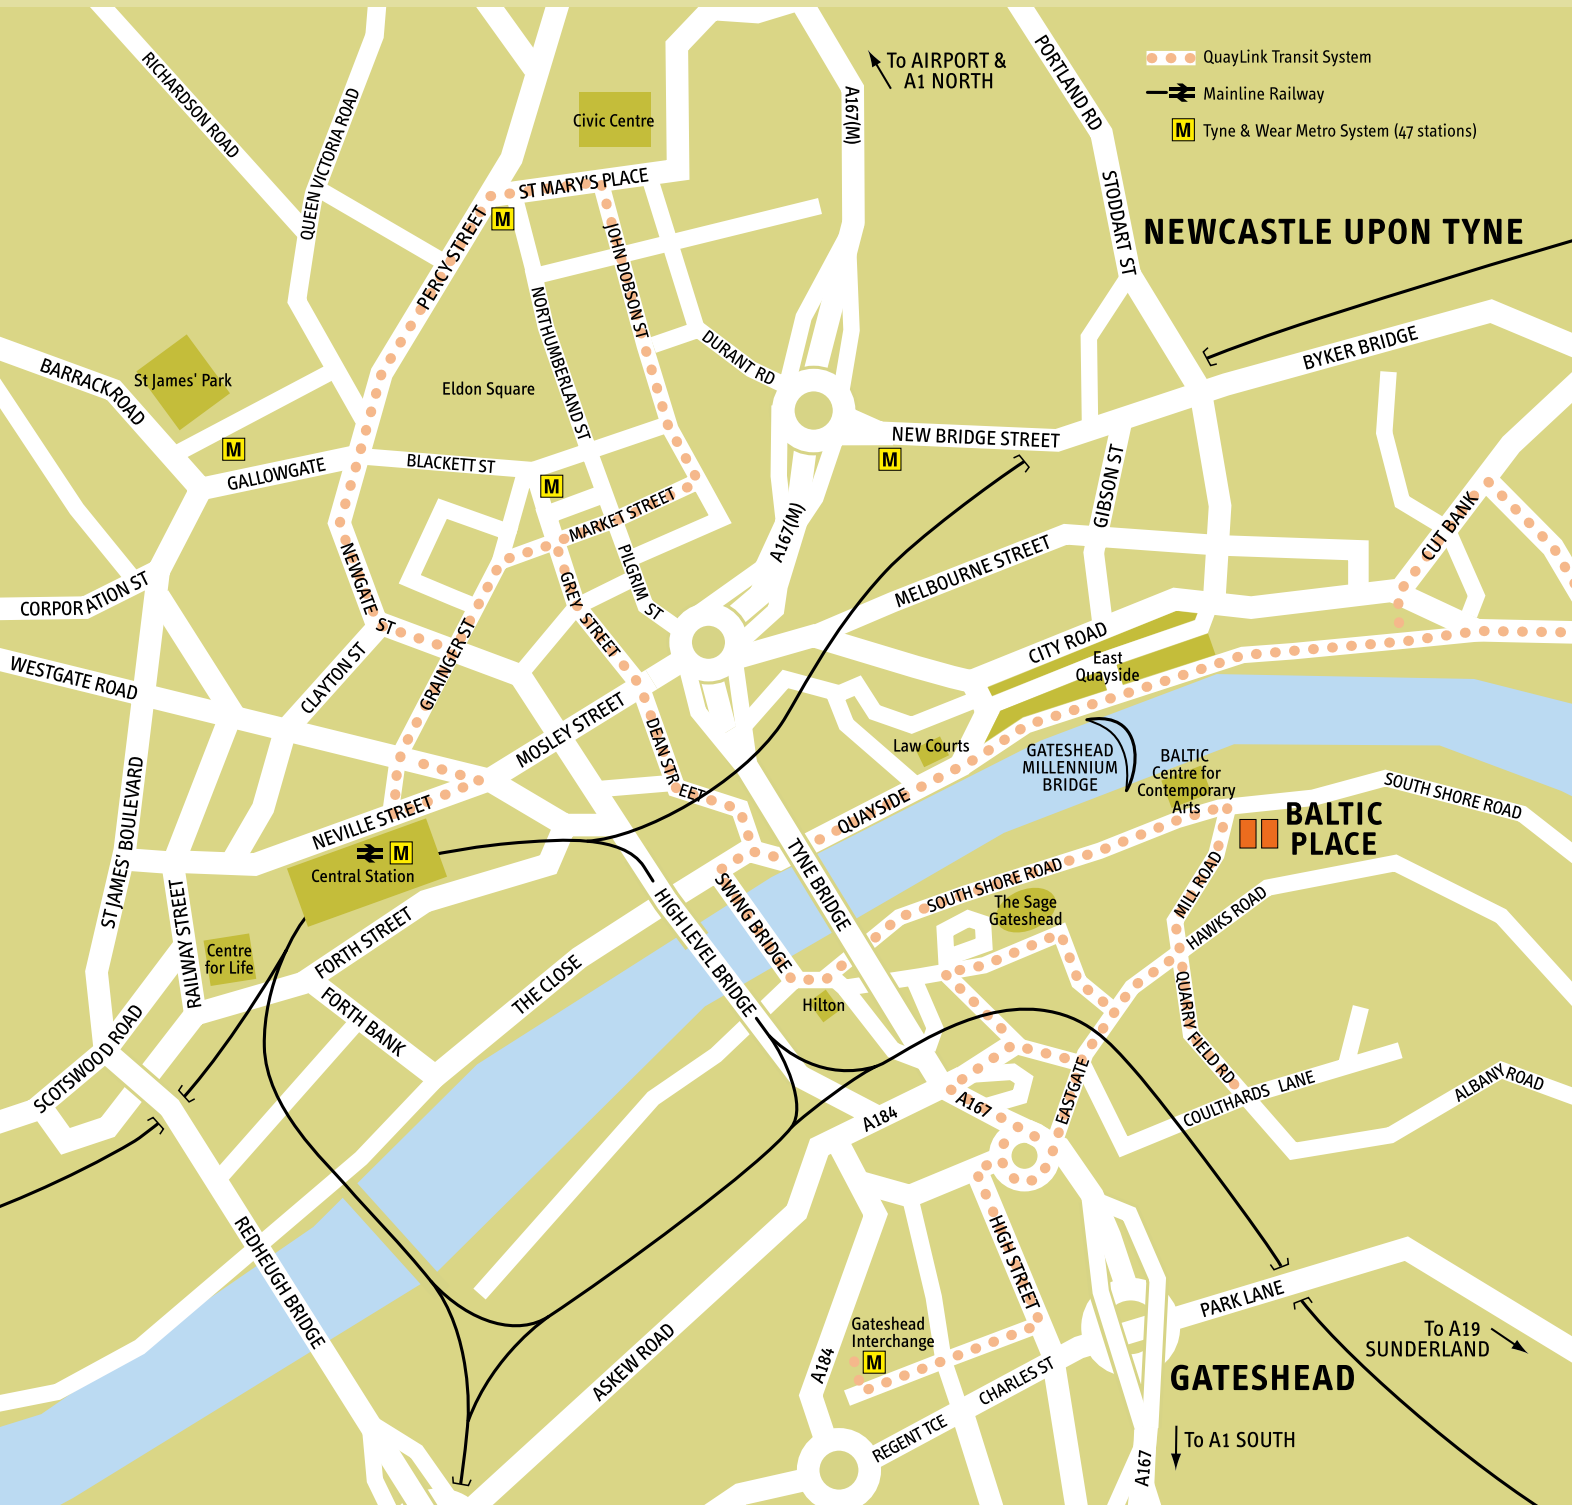 RICHARDSON ROAD
QUEEN VICTORIA ROAD
Civic Centre
ST MARY'S PLACE
A167(M)
To AIRPORT &
A1 NORTH
PORTLAND RD
STODDART ST
QuayLink Transit System
Mainline Railway
M
Tyne & Wear Metro System (47 stations)
NEWCASTLE UPON TYNE
M
PERCY STREET
JOHN DOBSON ST
NORTHUMBERLAND ST
DURANT RD
BYKER BRIDGE
BARRACK ROAD
St James' Park
Eldon Square
M
GALLOWGATE
BLACKETT ST
M
NEW BRIDGE STREET
M
GIBSON ST
CUT BANK
MARKET STREET
A167(M)
NEWGATE ST
GREY STREET
PILGRIM ST
MELBOURNE STREET
CORPORATION ST
WESTGATE ROAD
CLAYTON ST
GRAINGER ST
CITY ROAD
East
Quayside
MOSLEY STREET
DEAN STREET
Law Courts
GATESHEAD
MILLENNIUM
BRIDGE
BALTIC
Centre for
Contemporary
Arts
SOUTH SHORE ROAD
BALTIC
PLACE
ST JAMES' BOULEVARD
NEVILLE STREET
M
Central Station
QUAYSIDE
TYNE BRIDGE
SWING BRIDGE
HIGH LEVEL BRIDGE
SOUTH SHORE ROAD
The Sage
Gateshead
MILL ROAD
HAWKS ROAD
RAILWAY STREET
Centre
for Life
FORTH STREET
FORTH BANK
THE CLOSE
Hilton
QUARRY FIELD RD
SCOTSWOOD ROAD
A184
A167
EASTGATE
COULTHARDS LANE
ALBANY ROAD
REDHEUGH BRIDGE
HIGH STREET
PARK LANE
Gateshead
Interchange
M
To A19
SUNDERLAND
ASKEW ROAD
A184
CHARLES ST
REGENT TCE
GATESHEAD
To A1 SOUTH
A167